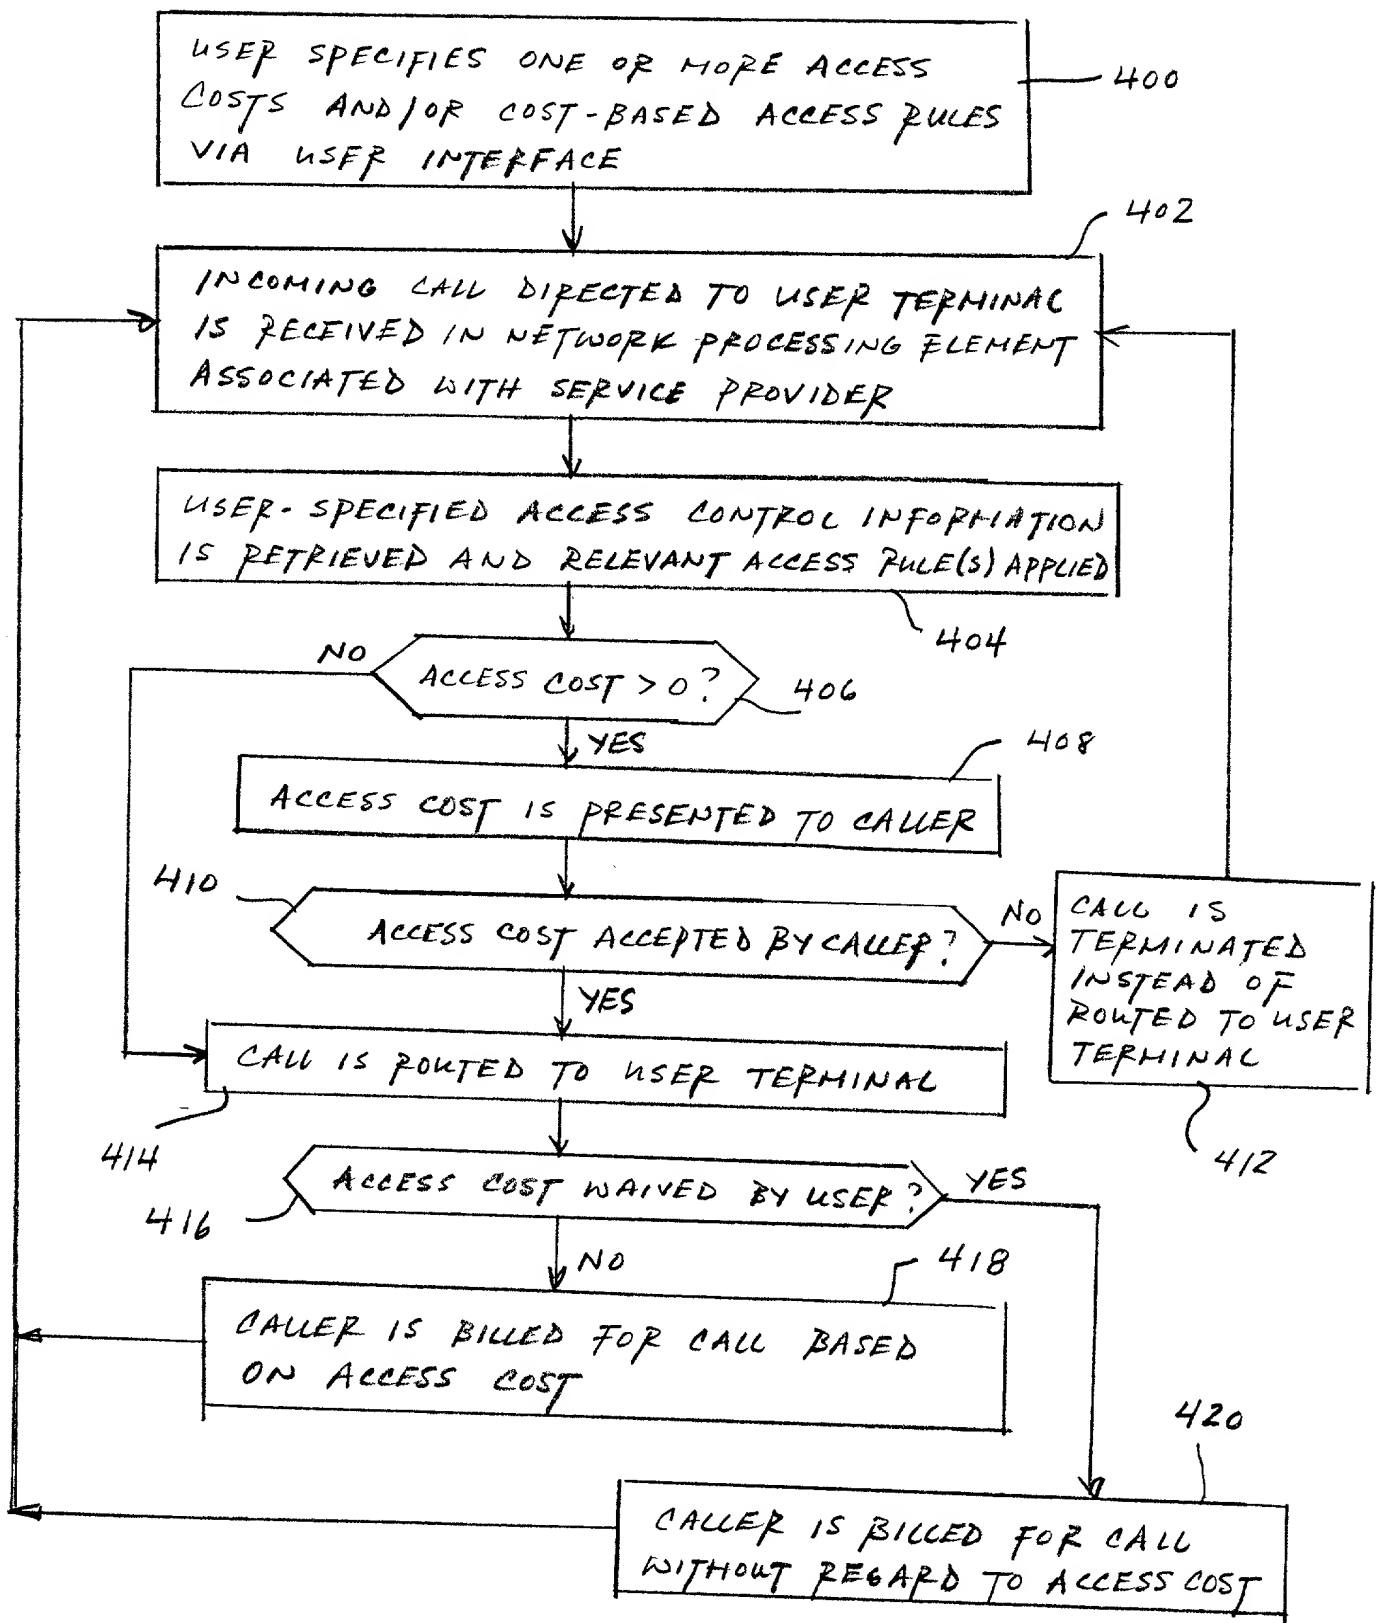 USER SPECIFIES ONE OR MORE ACCESS
COSTS AND/OR COST-BASED ACCESS RULES
VIA USER INTERFACE
400
402
INCOMING CALL DIRECTED TO USER TERMINAL
IS RECEIVED IN NETWORK PROCESSING ELEMENT
ASSOCIATED WITH SERVICE PROVIDER
USER-SPECIFIED ACCESS CONTROL INFORMATION
IS RETRIEVED AND RELEVANT ACCESS RULE(S) APPLIED
404
NO
ACCESS COST > 0?
406
YES
408
ACCESS COST IS PRESENTED TO CALLER
410
ACCESS COST ACCEPTED BY CALLER?
NO
CALL IS
TERMINATED
INSTEAD OF
ROUTED TO USER
TERMINAL
412
YES
CALL IS ROUTED TO USER TERMINAL
414
ACCESS COST WAIVED BY USER?
YES
416
NO
418
CALLER IS BILLED FOR CALL BASED
ON ACCESS COST
420
CALLER IS BILLED FOR CALL
WITHOUT REGARD TO ACCESS COST